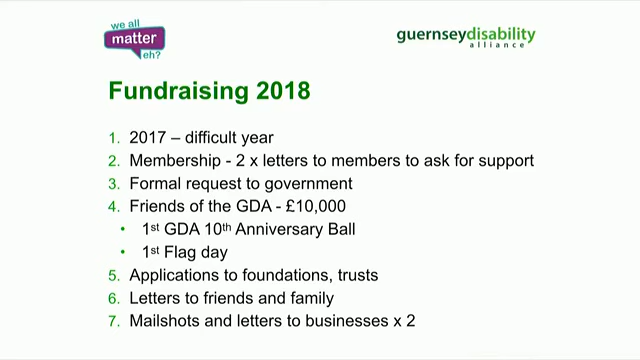 we all
matter
eh?
guernseydisability
alliance
Fundraising 2018
1. 2017 – difficult year
2. Membership - 2 x letters to members to ask for support
3. Formal request to government
4. Friends of the GDA - £10,000
• 1st GDA 10th Anniversary Ball
• 1st Flag day
5. Applications to foundations, trusts
6. Letters to friends and family
7. Mailshots and letters to businesses x 2